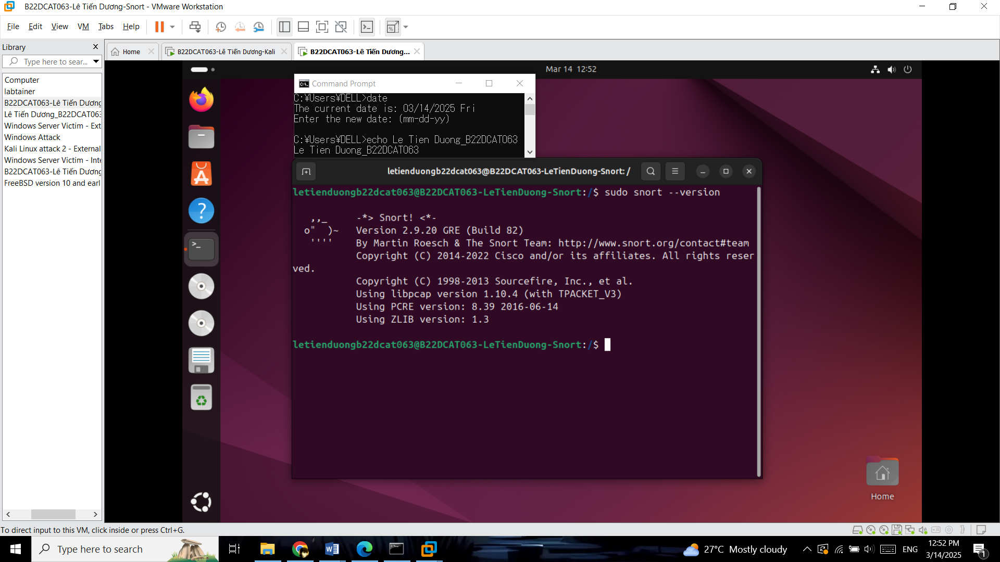 B22DCAT063-Lê Tiến Dương-Snort - VMware Workstation
File Edit View VM Tabs Help
Library
Type here to sear...
Computer
labtainer
B22DCAT063-Lê Tiến Dương
Lê Tiến Dương_B22DCAT063
Windows Server Victim - Ext
Windows Attack
Kali Linux attack 2 - External
Windows Server Victim - Inte
B22DCAT063-Lê Tiến Dương
FreeBSD version 10 and earl
Home
B22DCAT063-Lê Tiến Dương-Kali
B22DCAT063-Lê Tiến Dương...
Mar 14 12:52
Command Prompt
C:¥Users¥DELL>date
The current date is: 03/14/2025 Fri
Enter the new date: (mm-dd-yy)
C:¥Users¥DELL>echo Le Tien Duong_B22DCAT063
Le Tien Duong_B22DCAT063
letienduongb22dcat063@B22DCAT063-LeTienDuong-Snort: /
letienduongb22dcat063@B22DCAT063-LeTienDuong-Snort:/$ sudo snort --version
,,_ -*> Snort! <*-
o" )~ Version 2.9.20 GRE (Build 82)
'''' By Martin Roesch & The Snort Team: http://www.snort.org/contact#team
Copyright (C) 2014-2022 Cisco and/or its affiliates. All rights reser
ved.
Copyright (C) 1998-2013 Sourcefire, Inc., et al.
Using libpcap version 1.10.4 (with TPACKET_V3)
Using PCRE version: 8.39 2016-06-14
Using ZLIB version: 1.3
letienduongb22dcat063@B22DCAT063-LeTienDuong-Snort:/$
Home
To direct input to this VM, click inside or press Ctrl+G.
Type here to search
27°C Mostly cloudy
ENG
12:52 PM
3/14/2025
1